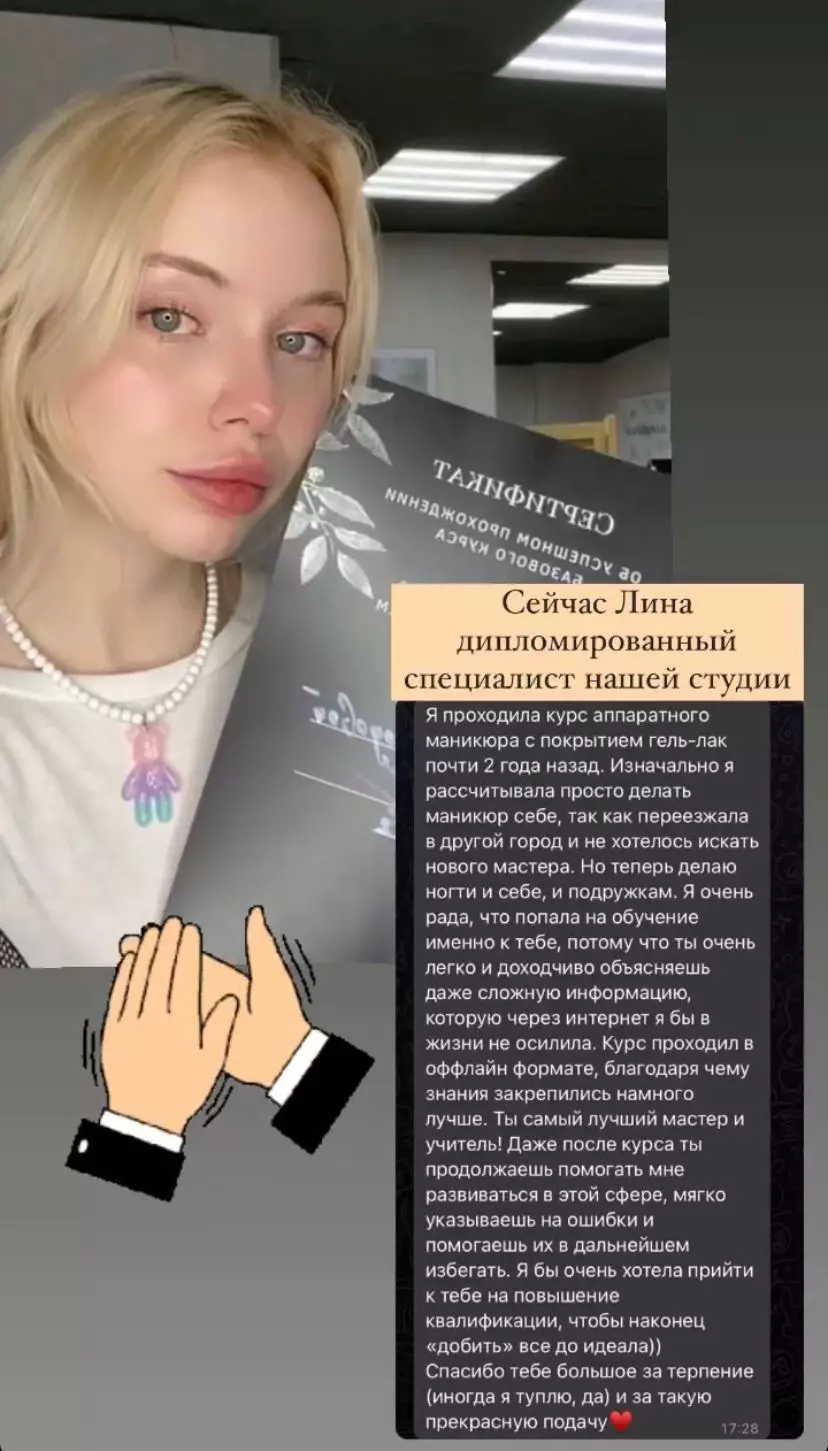 СЕРТИФИКАТ
ОБ УСПЕШНОМ ПРОХОЖДЕНИИ
БАЗОВОГО КУРСА
Сейчас Лина
дипломированный
специалист нашей студии
Я проходила курс аппаратного
маникюра с покрытием гель-лак
почти 2 года назад. Изначально я
рассчитывала просто делать
маникюр себе, так как переезжала
в другой город и не хотелось искать
нового мастера. Но теперь делаю
ногти и себе, и подружкам. Я очень
рада, что попала на обучение
именно к тебе, потому что ты очень
легко и доходчиво объясняешь
даже сложную информацию,
которую через интернет я бы в
жизни не осилила. Курс проходил в
оффлайн формате, благодаря чему
знания закрепились намного
лучше. Ты самый лучший мастер и
учитель! Даже после курса ты
продолжаешь помогать мне
развиваться в этой сфере, мягко
указываешь на ошибки и
помогаешь их в дальнейшем
избегать. Я бы очень хотела прийти
к тебе на повышение
квалификации, чтобы наконец
«добить» все до идеала))
Спасибо тебе большое за терпение
(иногда я туплю, да) и за такую
прекрасную подачу❤️
17:28